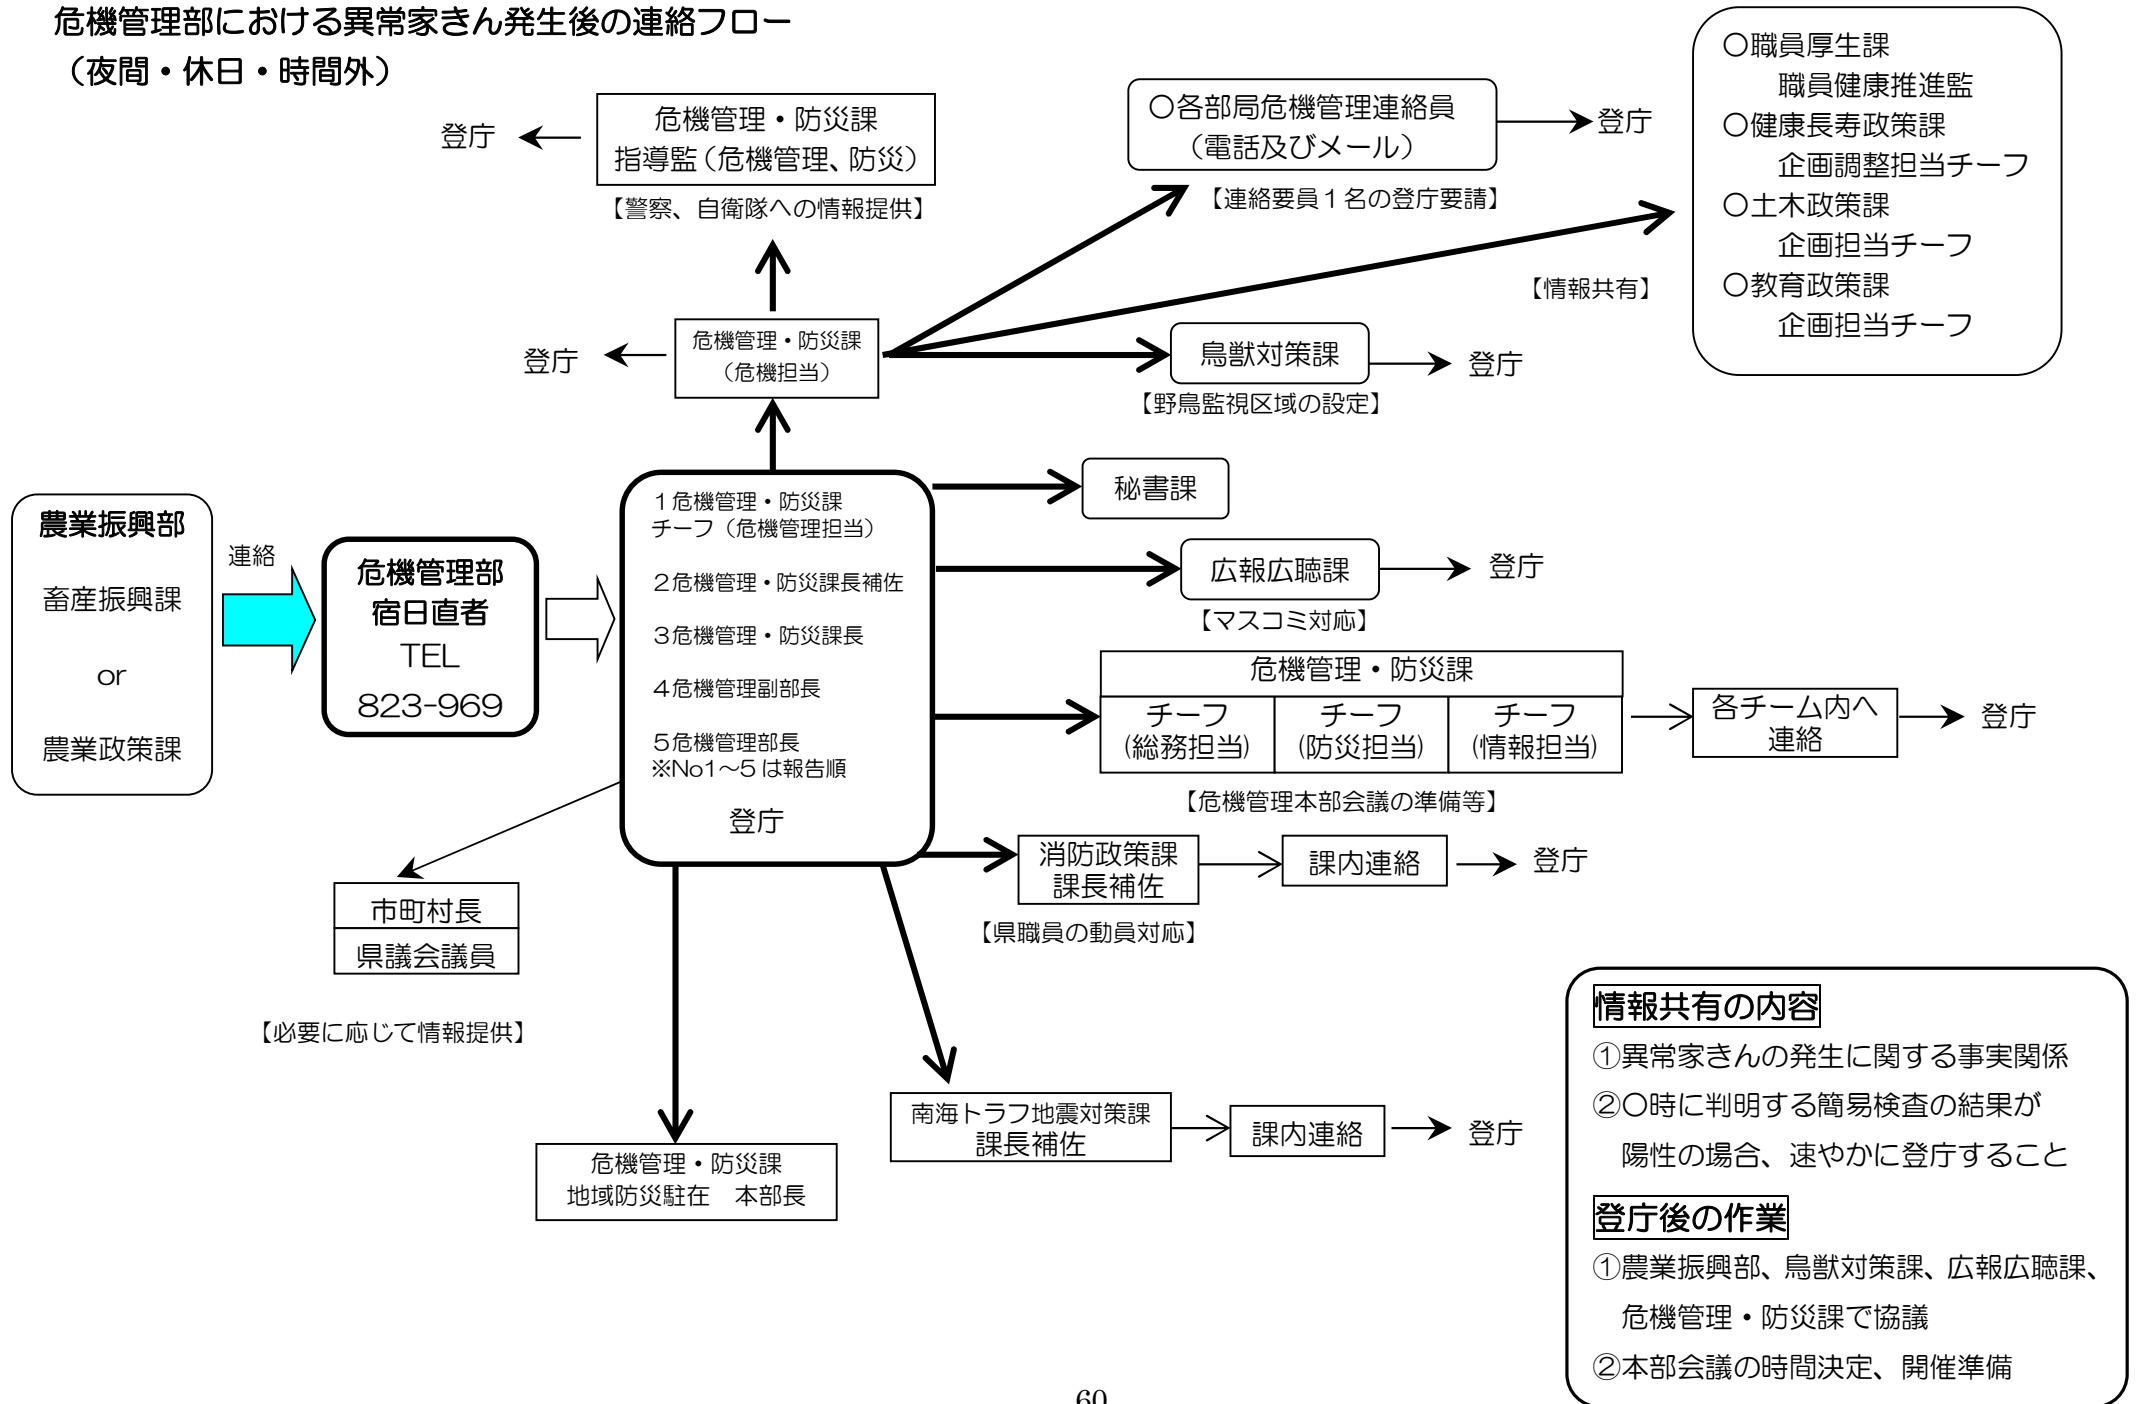 危機管理部における異常家きん発生後の連絡フロー
（夜間・休日・時間外）
登庁
危機管理・防災課
指導監（危機管理、防災）
【警察、自衛隊への情報提供】
〇各部局危機管理連絡員
（電話及びメール）
登庁
【連絡要員１名の登庁要請】
〇職員厚生課
職員健康推進監
〇健康長寿政策課
企画調整担当チーフ
〇土木政策課
企画担当チーフ
〇教育政策課
企画担当チーフ
【情報共有】
登庁
危機管理・防災課
（危機担当）
鳥獣対策課
登庁
【野鳥監視区域の設定】
農業振興部
畜産振興課
or
農業政策課
連絡
危機管理部
宿日直者
TEL
823-969
１危機管理・防災課
チーフ（危機管理担当）
２危機管理・防災課長補佐
３危機管理・防災課長
４危機管理副部長
５危機管理部長
※No1～5は報告順
登庁
秘書課
広報広聴課
登庁
【マスコミ対応】
危機管理・防災課
チーフ
(総務担当)
チーフ
(防災担当)
チーフ
(情報担当)
各チーム内へ
連絡
登庁
【危機管理本部会議の準備等】
消防政策課
課長補佐
課内連絡
登庁
【県職員の動員対応】
市町村長
県議会議員
【必要に応じて情報提供】
南海トラフ地震対策課
課長補佐
課内連絡
登庁
危機管理・防災課
地域防災駐在　本部長
情報共有の内容
①異常家きんの発生に関する事実関係
②〇時に判明する簡易検査の結果が
陽性の場合、速やかに登庁すること
登庁後の作業
①農業振興部、鳥獣対策課、広報広聴課、
危機管理・防災課で協議
②本部会議の時間決定、開催準備
60